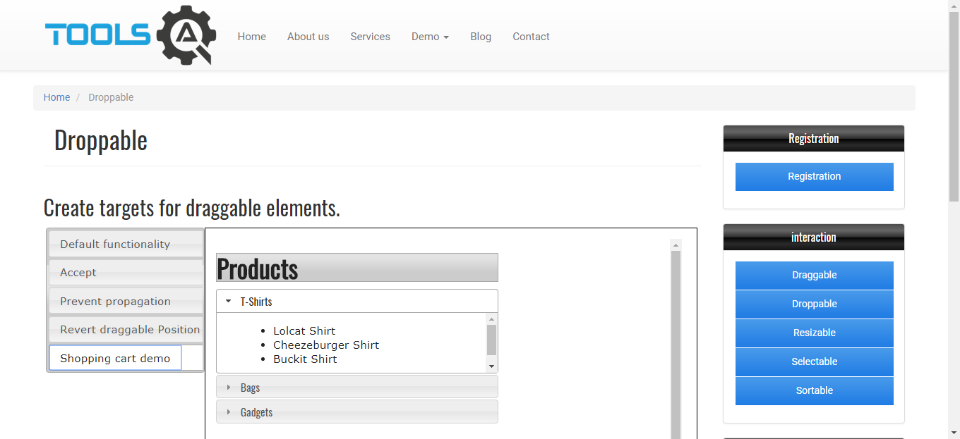 TOOLS QA
Home About us Services Demo Blog Contact
Home / Droppable
Droppable
Create targets for draggable elements.
Default functionality
Accept
Prevent propagation
Revert draggable Position
Shopping cart demo
Products
T-Shirts
Lolcat Shirt
Cheezeburger Shirt
Buckit Shirt
Bags
Gadgets
Registration
Registration
interaction
Draggable
Droppable
Resizable
Selectable
Sortable